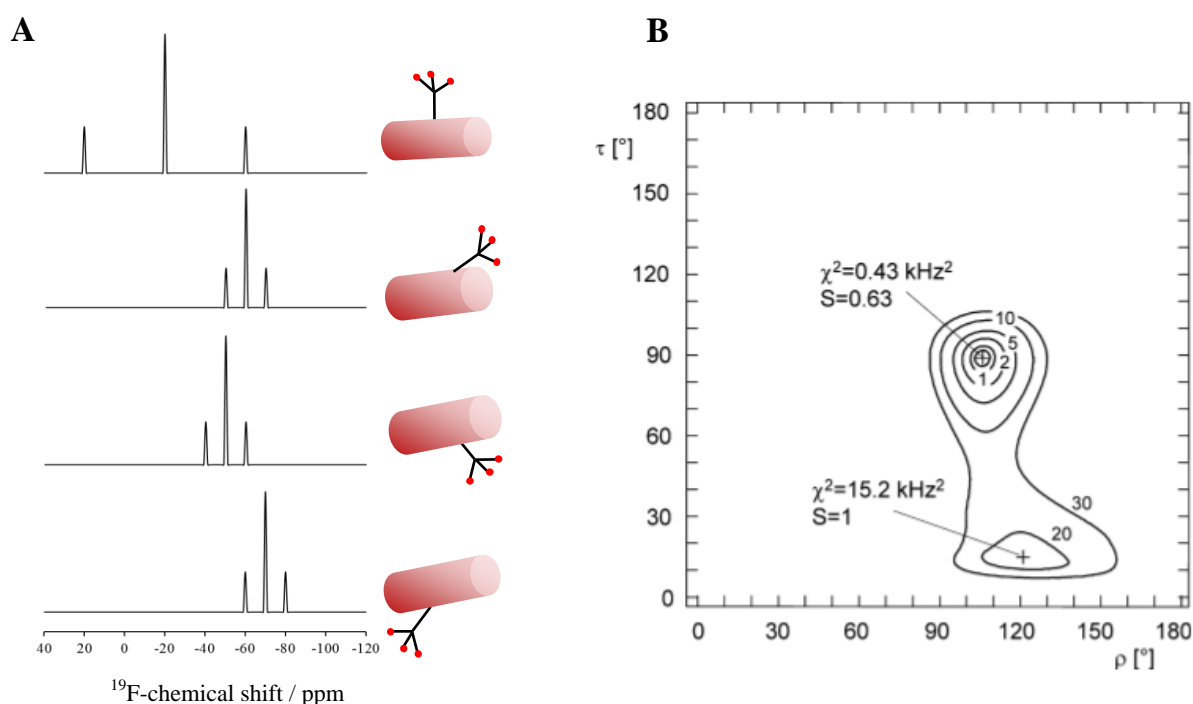 A
40 20 0 -20 -40 -60 -80 -100 -120
¹⁹F-chemical shift / ppm
B
180
τ [°]
150
120
90
60
30
0
χ²=0.43 kHz²
S=0.63
10
5
2
1
χ²=15.2 kHz²
S=1
30
20
0 30 60 90 120 150 180
ρ [°]